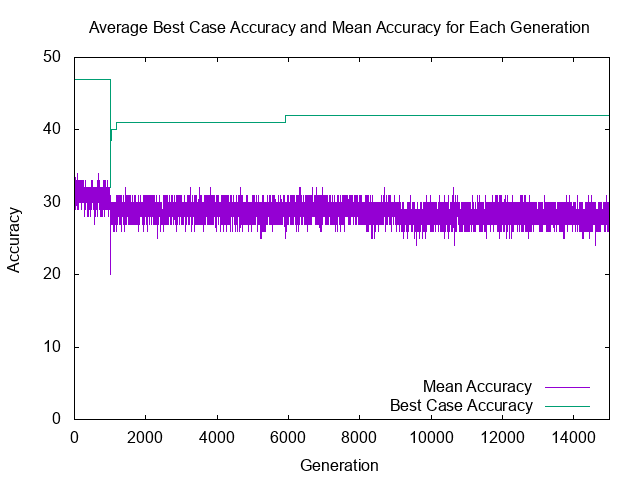 Average Best Case Accuracy and Mean Accuracy for Each Generation
50
40
30
20
10
0
Accuracy
Mean Accuracy
Best Case Accuracy
0 2000 4000 6000 8000 10000 12000 14000
Generation